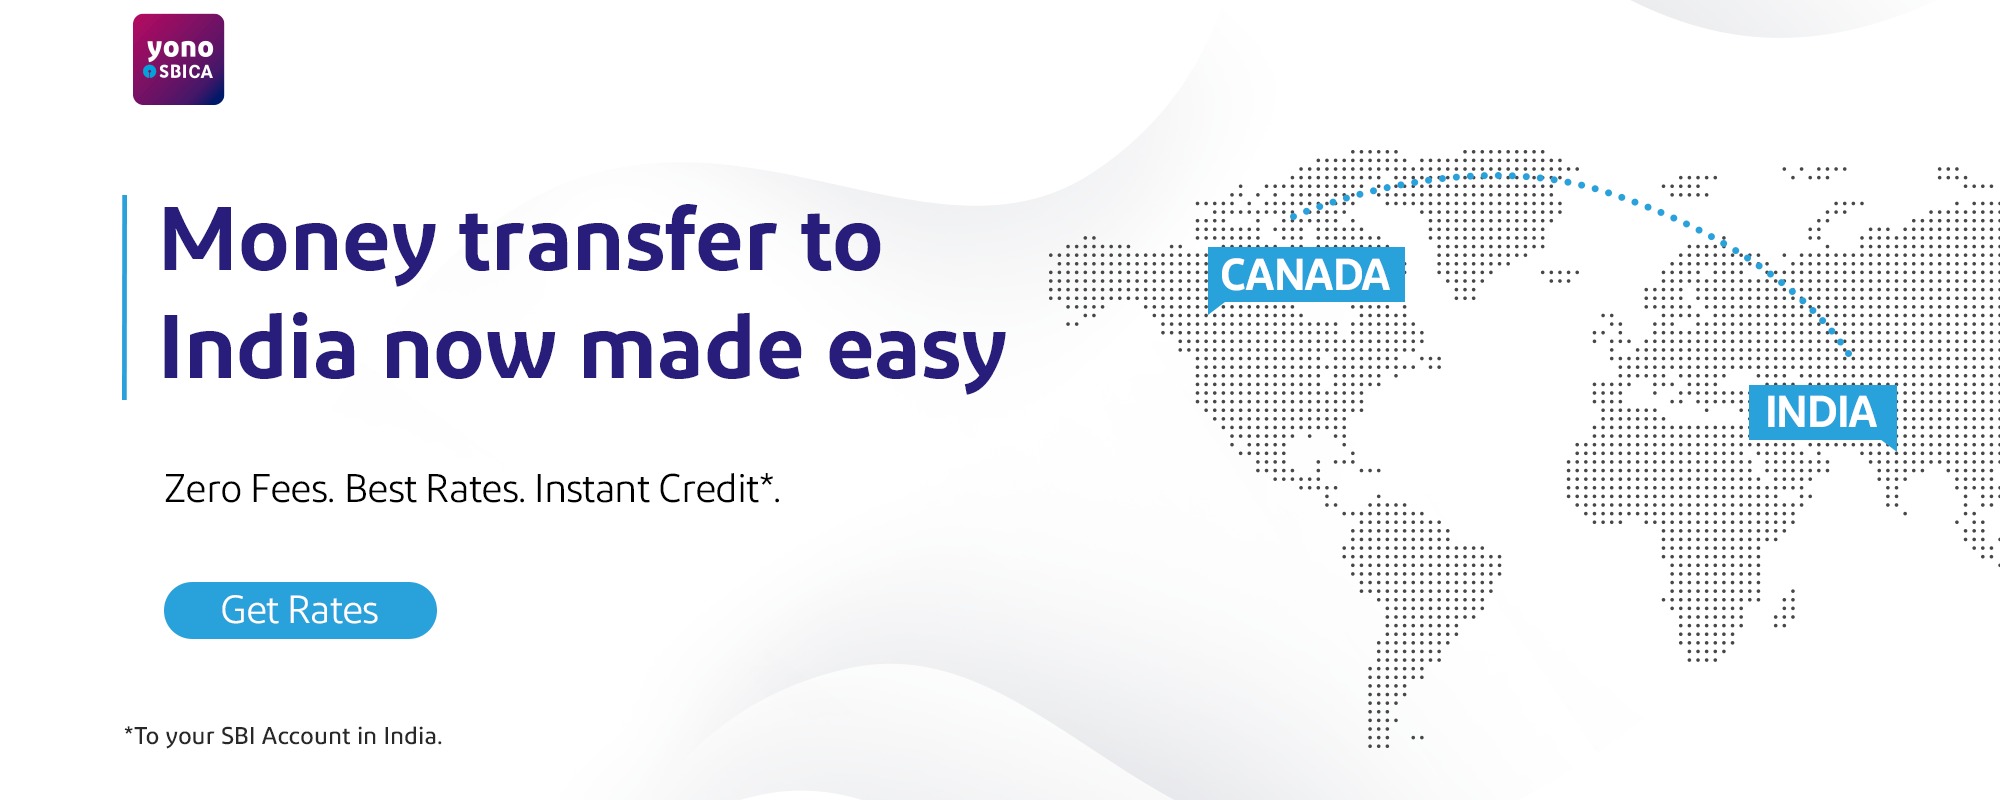 yono
SBICA
Money transfer to
India now made easy
Zero Fees. Best Rates. Instant Credit*.
Get Rates
*To your SBI Account in India.
CANADA
INDIA